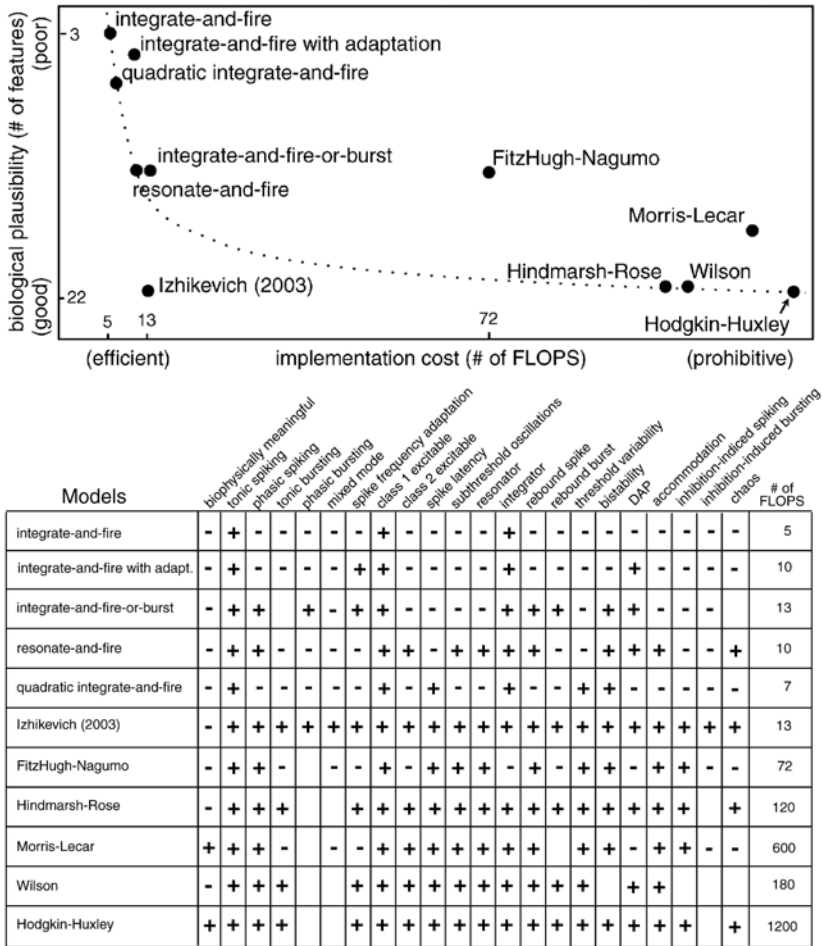 integrate-and-fire
3
integrate-and-fire with adaptation
quadratic integrate-and-fire
integrate-and-fire-or-burst
resonate-and-fire
FitzHugh-Nagumo
Morris-Lecar
Izhikevich (2003)
Hindmarsh-Rose
Wilson
Hodgkin-Huxley
22
biological plausibility (# of features)
(good)
(poor)
5
13
72
(efficient)
implementation cost (# of FLOPS)
(prohibitive)
Models
biophysically meaningful
tonic spiking
phasic spiking
tonic bursting
phasic bursting
mixed mode
spike frequency adaptation
class 1 excitable
class 2 excitable
spike latency
subthreshold oscillations
resonator
integrator
rebound spike
rebound burst
threshold variability
bistability
DAP
accommodation
inhibition-indiced spiking
inhibition-induced bursting
chaos
# of
FLOPS
integrate-and-fire - + - - - - - + - - - - + - - - - - - - - - 5
integrate-and-fire with adapt. - + - - - - + + - - - - + - - - - + - - - - 10
integrate-and-fire-or-burst - + + + - + + - - - - + + + - + + - - - 13
resonate-and-fire - + + - - - - + + - + + + + - - + + + - - + 10
quadratic integrate-and-fire - + - - - - - + - + - - + - - + + - - - - - 7
Izhikevich (2003) - + + + + + + + + + + + + + + + + + + + + + 13
FitzHugh-Nagumo - + + - - - + - + + + - + - + + - + + - - 72
Hindmarsh-Rose - + + + + + + + + + + + + + + + + + + 120
Morris-Lecar + + + - - - + + + + + + + + + - + + - - 600
Wilson - + + + + + + + + + + + + + + + 180
Hodgkin-Huxley + + + + + + + + + + + + + + + + + + + 1200